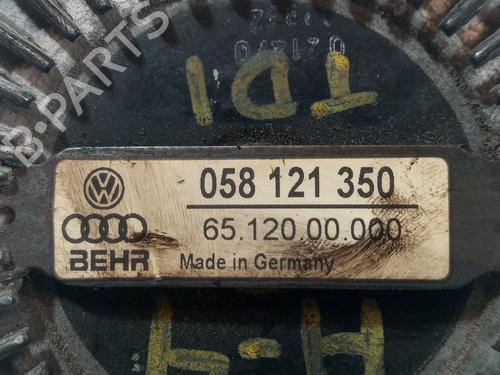 B-PARTS
TDI
058 121 350
65.120 00.000
BEHR
Made in Germany